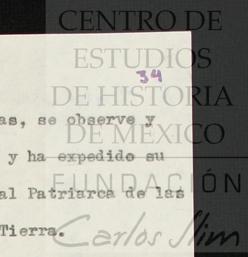 CENTRO DE
ESTUDIOS
34
DE HISTORIA
as, se observe y
DE MÉXICO
y ha expedido su
FUNDACIÓN
al Patriarca de las
Tierra.
Carlos Slim